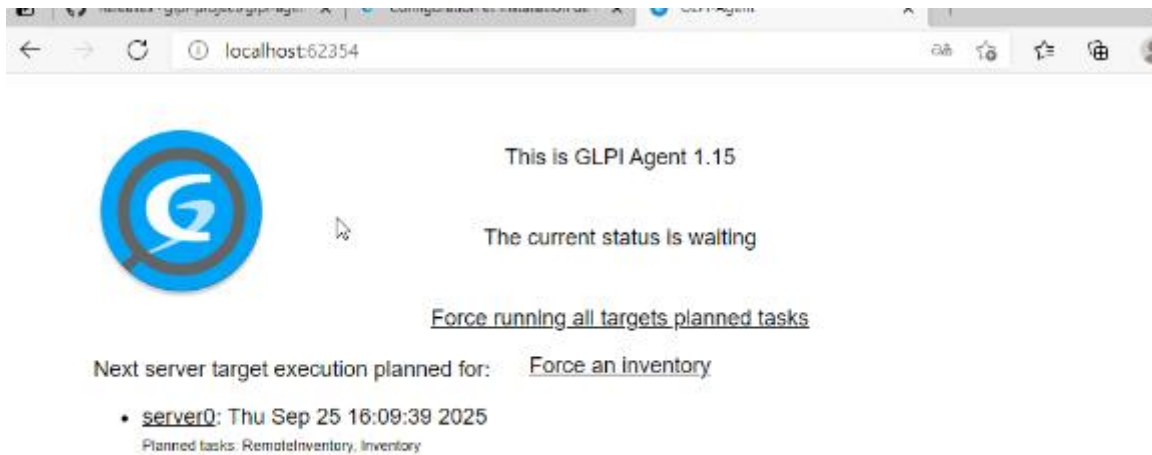 localhost:62354
This is GLPI Agent 1.15
The current status is waiting
Force running all targets planned tasks
Next server target execution planned for:
Force an inventory
server0: Thu Sep 25 16:09:39 2025
Planned tasks: RemoteInventory, Inventory